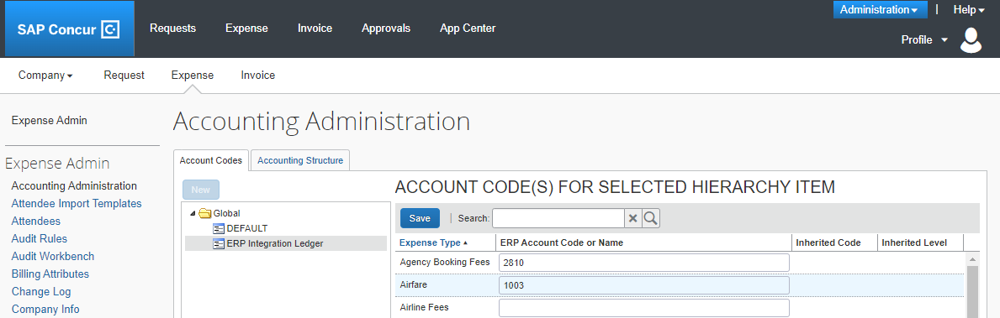 Administration | Help
SAP Concur C Requests Expense Invoice Approvals App Center
Profile
Company Request Expense Invoice
Expense Admin
Accounting Administration
Expense Admin
Account Codes Accounting Structure
Accounting Administration
New
ACCOUNT CODE(S) FOR SELECTED HIERARCHY ITEM
Attendee Import Templates
Global
Save | Search:
Attendees
DEFAULT
Audit Rules
ERP Integration Ledger
Expense Type ERP Account Code or Name Inherited Code Inherited Level
Audit Workbench
Agency Booking Fees 2810
Billing Attributes
Airfare 1003
Change Log
Airline Fees
Company Info